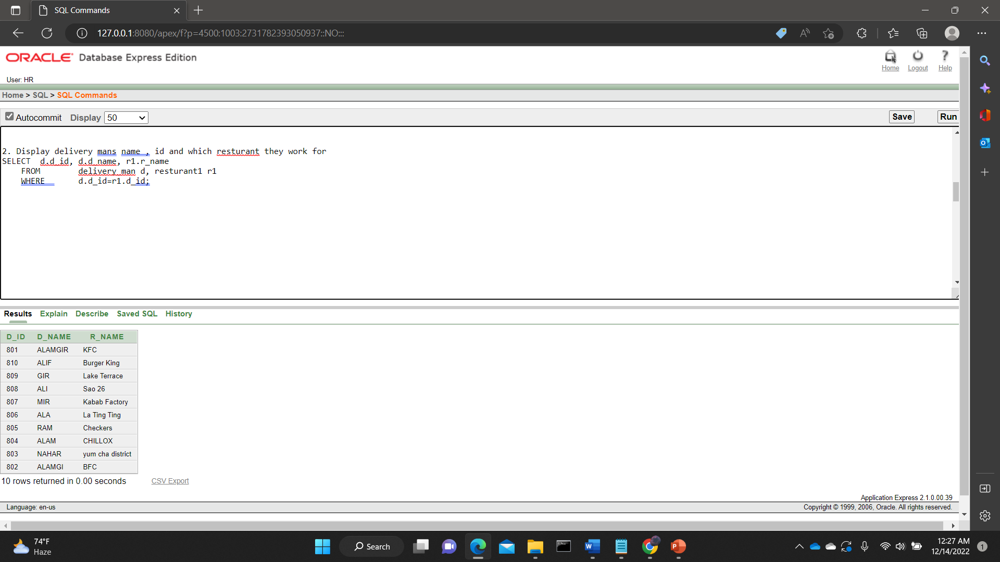 SQL Commands
127.0.0.1:8080/apex/f?p=4500:1003:2731782393050937::NO:::
ORACLE Database Express Edition
Home Logout Help
User: HR
Home > SQL > SQL Commands
Autocommit Display 50 Save Run
2. Display delivery mans name , id and which resturant they work for
SELECT d.d_id, d.d_name, r1.r_name
FROM delivery_man d, resturant1 r1
WHERE d.d_id=r1.d_id;
Results Explain Describe Saved SQL History
D_ID D_NAME R_NAME
801 ALAMGIR KFC
810 ALIF Burger King
809 GIR Lake Terrace
808 ALI Sao 26
807 MIR Kabab Factory
806 ALA La Ting Ting
805 RAM Checkers
804 ALAM CHILLOX
803 NAHAR yum cha district
802 ALAMGI BFC
10 rows returned in 0.00 seconds CSV Export
Application Express 2.1.0.00.39
Language: en-us Copyright © 1999, 2006, Oracle. All rights reserved.
74°F
Haze
Search
12:27 AM
12/14/2022
1